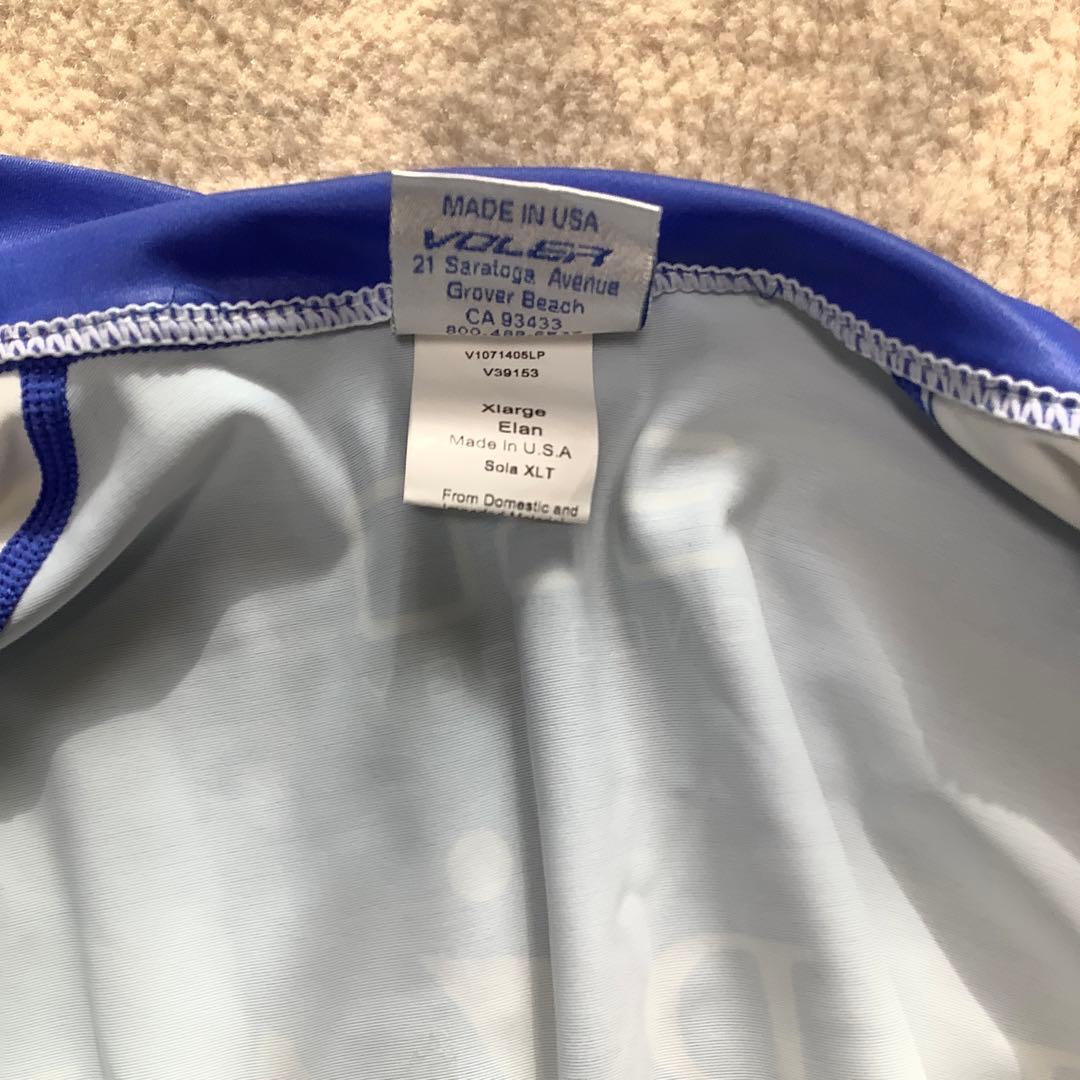 MADE IN USA
VOLER
21 Saratoga Avenue
Grover Beach
CA 93433
V1071405LP
V39153
Xlarge
Elan
Made in U.S.A
Sola XLT
From Domestic and